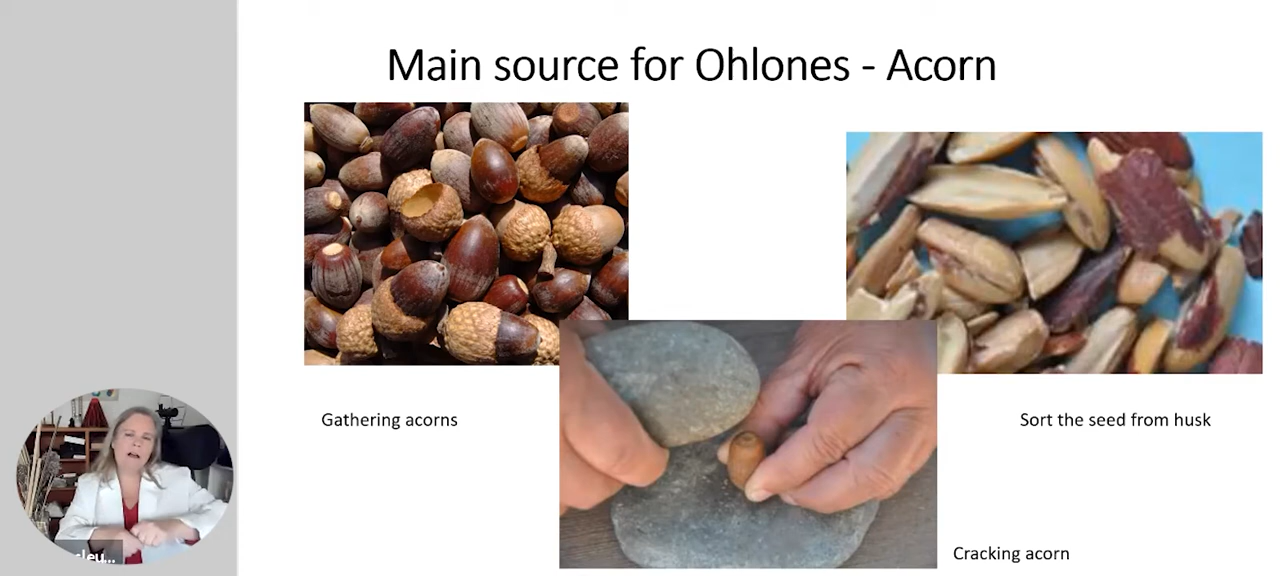 Main source for Ohlones - Acorn
Gathering acorns
Sort the seed from husk
Cracking acorn